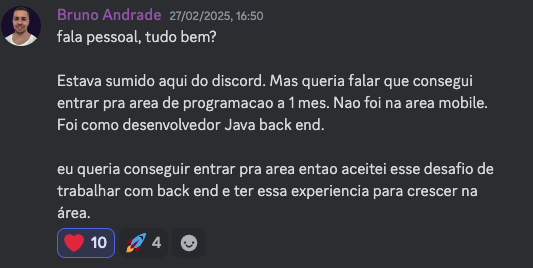 Bruno Andrade 27/02/2025, 16:50
fala pessoal, tudo bem?
Estava sumido aqui do discord. Mas queria falar que consegui
entrar pra area de programacao a 1 mes. Nao foi na area mobile.
Foi como desenvolvedor Java back end.
eu queria conseguir entrar pra area entao aceitei esse desafio de
trabalhar com back end e ter essa experiencia para crescer na
área.
10 4